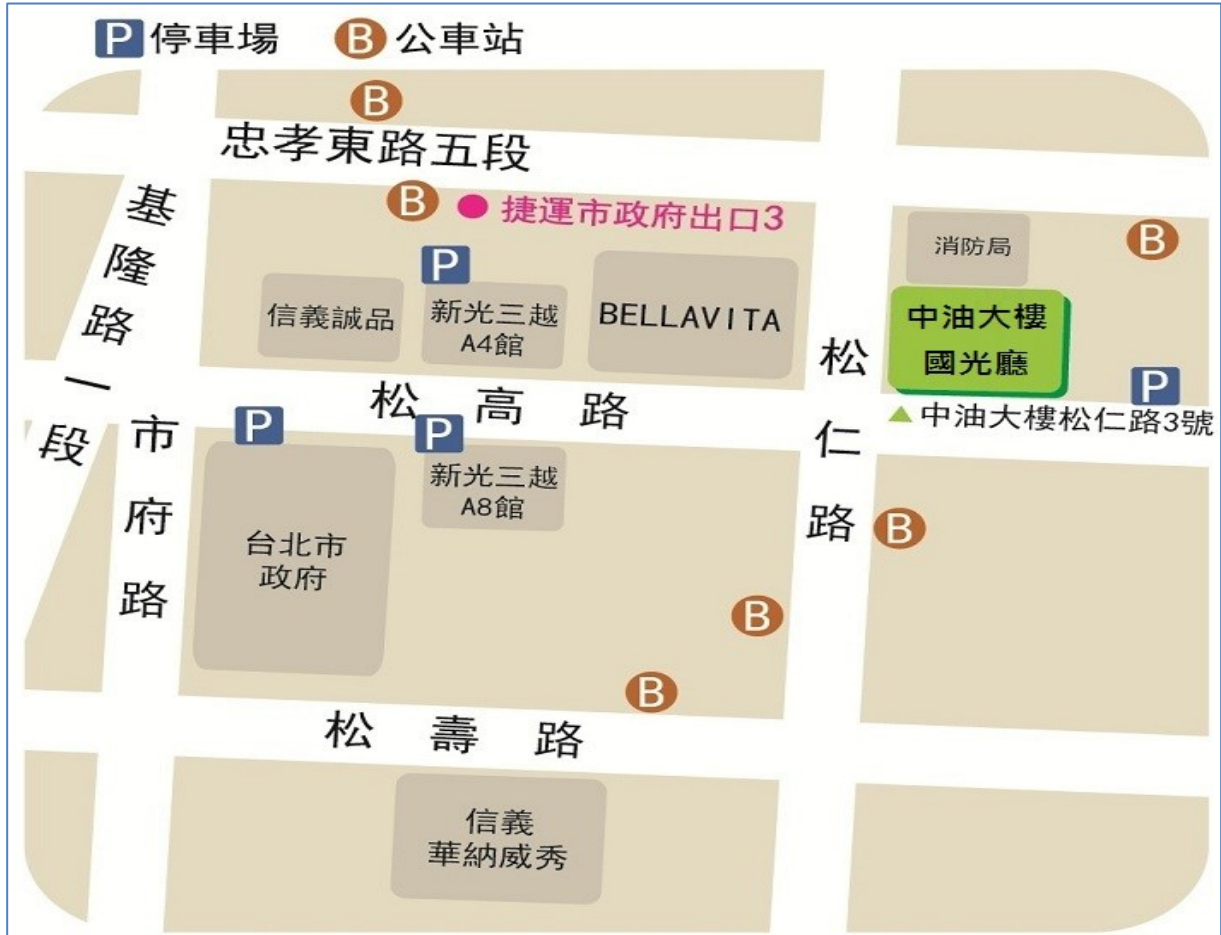 P 停車場 B 公車站
B
忠孝東路五段
B 捷運市政府出口3
B
基隆路一段
消防局
P
信義誠品
新光三越
A4館
BELLAVITA
中油大樓
國光廳
P
中油大樓松仁路3號
松高路
松仁路
市府路
P
P
新光三越
A8館
台北市
政府
B
B
B
松壽路
信義
華納威秀